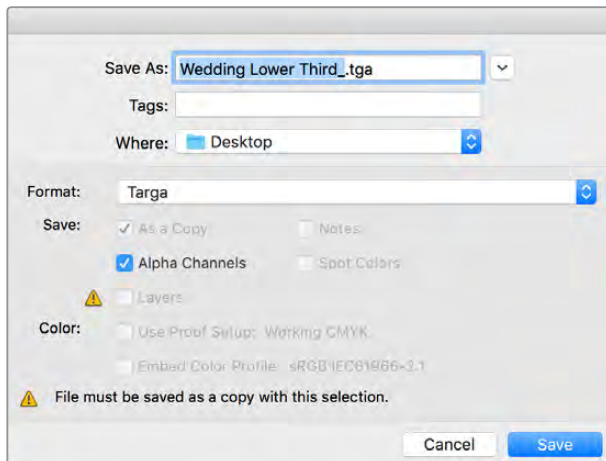 Save As: Wedding Lower Third_.tga
Tags:
Where: Desktop
Format: Targa
Save: As a Copy Notes
Alpha Channels Spot Colors
Layers
Color: Use Proof Setup: Working CMYK
Embed Color Profile: sRGB IEC61966-2.1
File must be saved as a copy with this selection.
Cancel Save